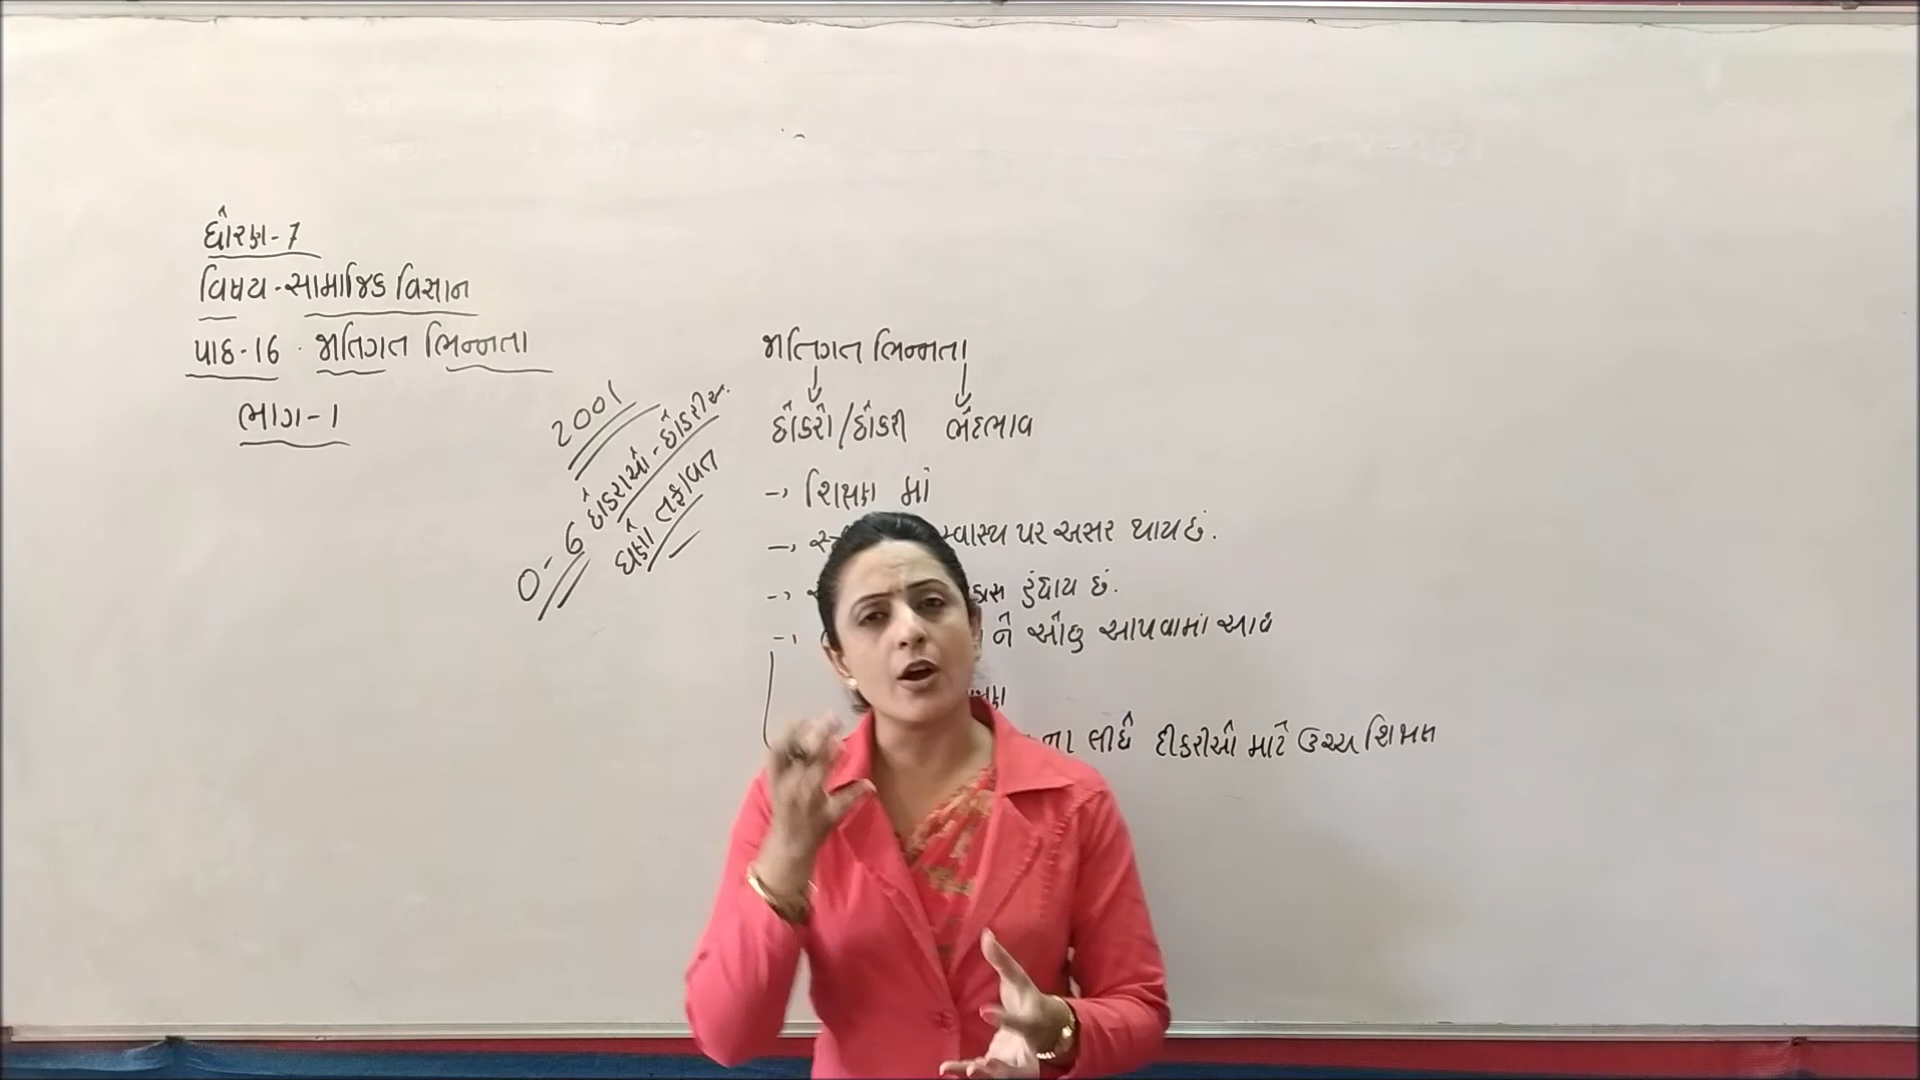 ધોરણ-7
વિષય-સામાજિક વિજ્ઞાન
પાઠ-16. જાતિગત ભિન્નતા
ભાગ-1
2001
0-6 છોકરાઓ-છોકરીઓ
ઘણો તફાવત
જાતિગત ભિન્નતા
છોકરો/છોકરી ભેદભાવ
→ શિક્ષણ માં
પર અસર થાય છે.
રૂંધાય છે.
ને ઓછુ આપવામાં આવે
ના લીધે દીકરીઓ માટે ઉચ્ચ શિક્ષણ